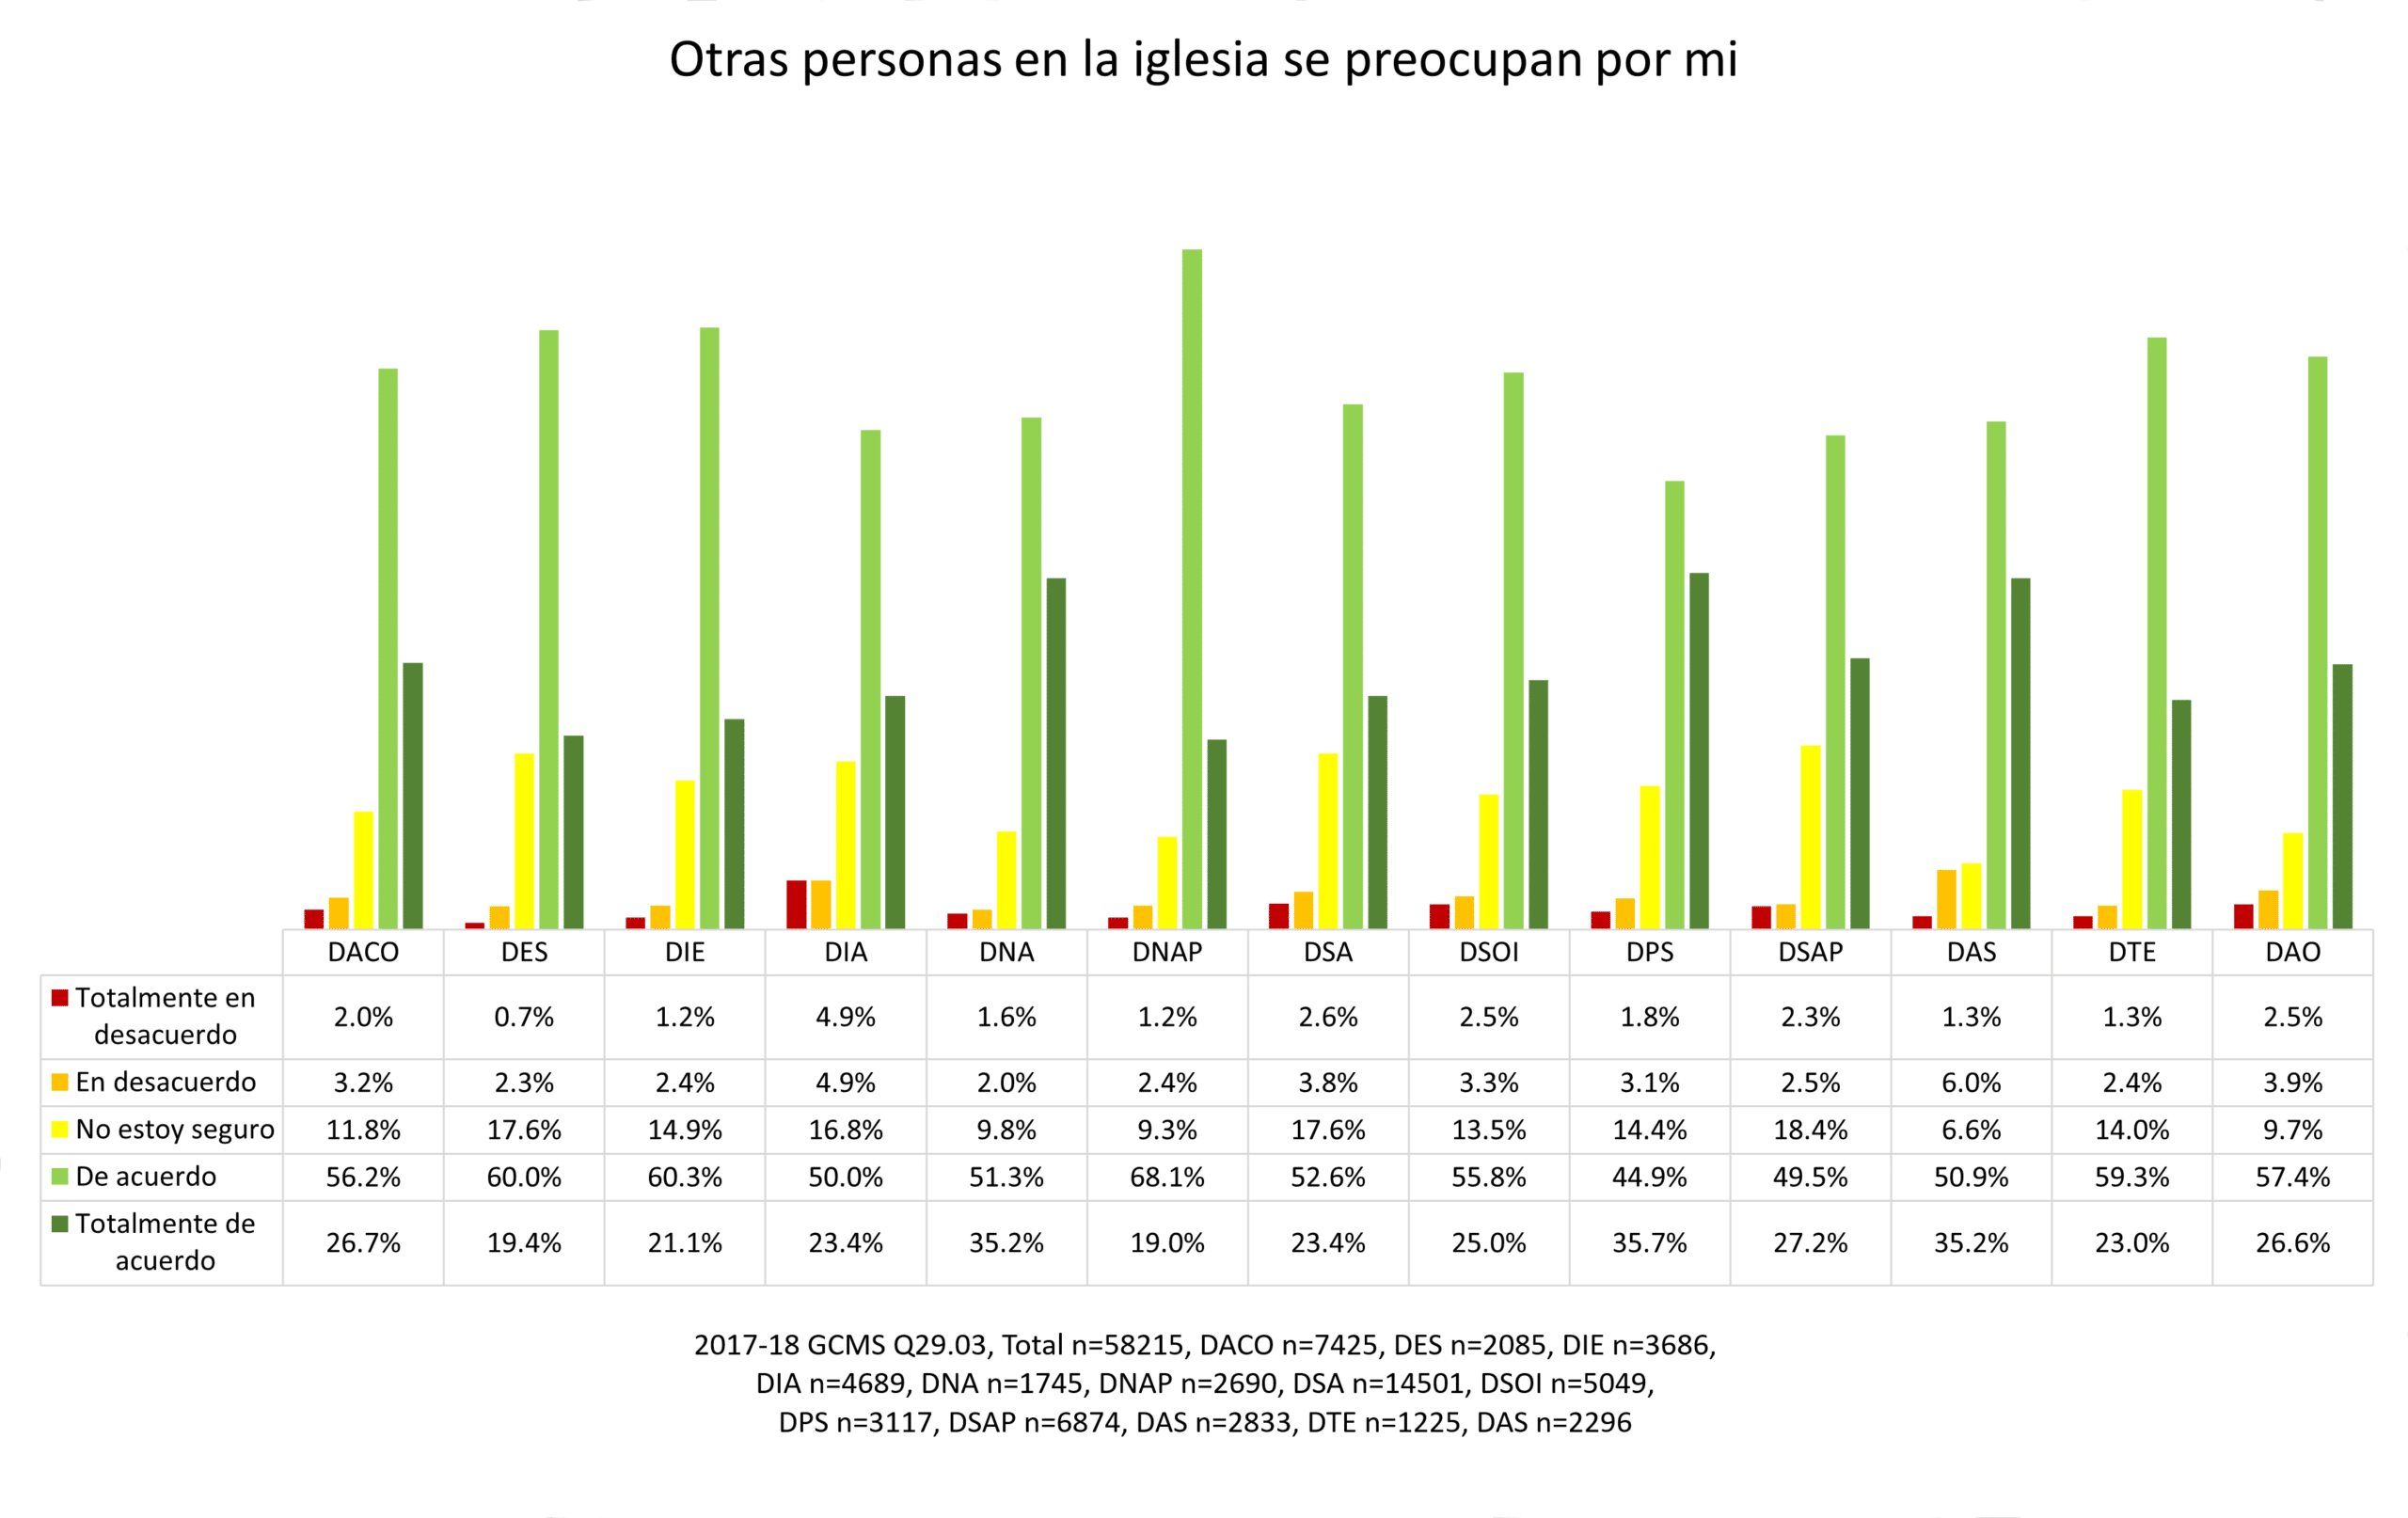 Otras personas en la iglesia se preocupan por mi
DACO DES DIE DIA DNA DNAP DSA DSOI DPS DSAP DAS DTE DAO
Totalmente en
desacuerdo
2.0% 0.7% 1.2% 4.9% 1.6% 1.2% 2.6% 2.5% 1.8% 2.3% 1.3% 1.3% 2.5%
En desacuerdo 3.2% 2.3% 2.4% 4.9% 2.0% 2.4% 3.8% 3.3% 3.1% 2.5% 6.0% 2.4% 3.9%
No estoy seguro 11.8% 17.6% 14.9% 16.8% 9.8% 9.3% 17.6% 13.5% 14.4% 18.4% 6.6% 14.0% 9.7%
De acuerdo 56.2% 60.0% 60.3% 50.0% 51.3% 68.1% 52.6% 55.8% 44.9% 49.5% 50.9% 59.3% 57.4%
Totalmente de
acuerdo
26.7% 19.4% 21.1% 23.4% 35.2% 19.0% 23.4% 25.0% 35.7% 27.2% 35.2% 23.0% 26.6%
2017-18 GCMS Q29.03, Total n=58215, DACO n=7425, DES n=2085, DIE n=3686,
DIA n=4689, DNA n=1745, DNAP n=2690, DSA n=14501, DSOI n=5049,
DPS n=3117, DSAP n=6874, DAS n=2833, DTE n=1225, DAS n=2296